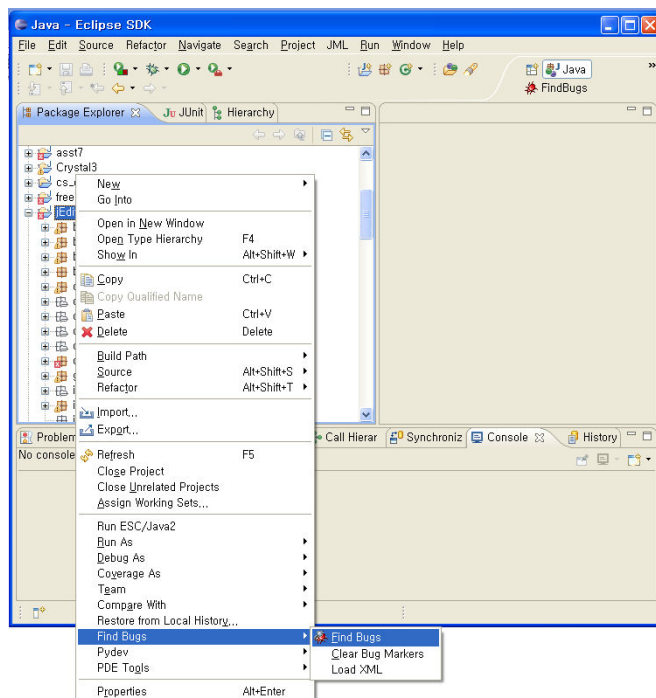 Java - Eclipse SDK
File Edit Source Refactor Navigate Search Project JML Run Window Help
Java
»
FindBugs
Package Explorer
JUnit
Hierarchy
asst7
Crystal3
cs_
free
jEdi
New
Go Into
Open in New Window
Open Type Hierarchy F4
Show In Alt+Shift+W
Copy Ctrl+C
Copy Qualified Name
Paste Ctrl+V
Delete Delete
Build Path
Source Alt+Shift+S
Refactor Alt+Shift+T
Import...
Export...
Problem
Call Hierar
Synchroniz
Console
History
No console
Refresh F5
Close Project
Close Unrelated Projects
Assign Working Sets...
Run ESC/Java2
Run As
Debug As
Coverage As
Team
Compare With
Restore from Local History...
Find Bugs
Find Bugs
Pydev
Clear Bug Markers
PDE Tools
Load XML
Properties Alt+Enter